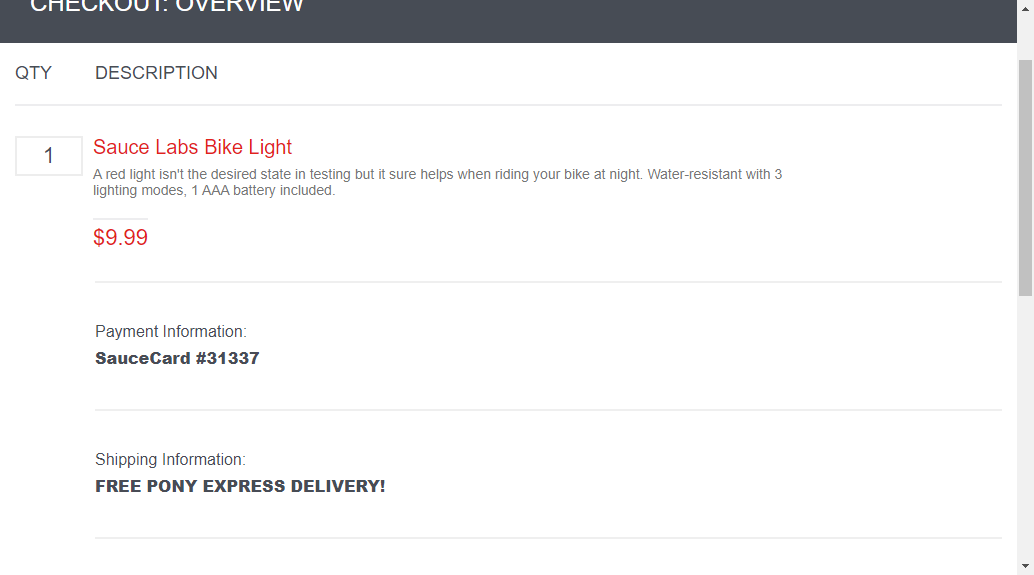 CHECKOUT: OVERVIEW
QTY DESCRIPTION
1 Sauce Labs Bike Light
A red light isn't the desired state in testing but it sure helps when riding your bike at night. Water-resistant with 3
lighting modes, 1 AAA battery included.
$9.99
Payment Information:
SauceCard #31337
Shipping Information:
FREE PONY EXPRESS DELIVERY!